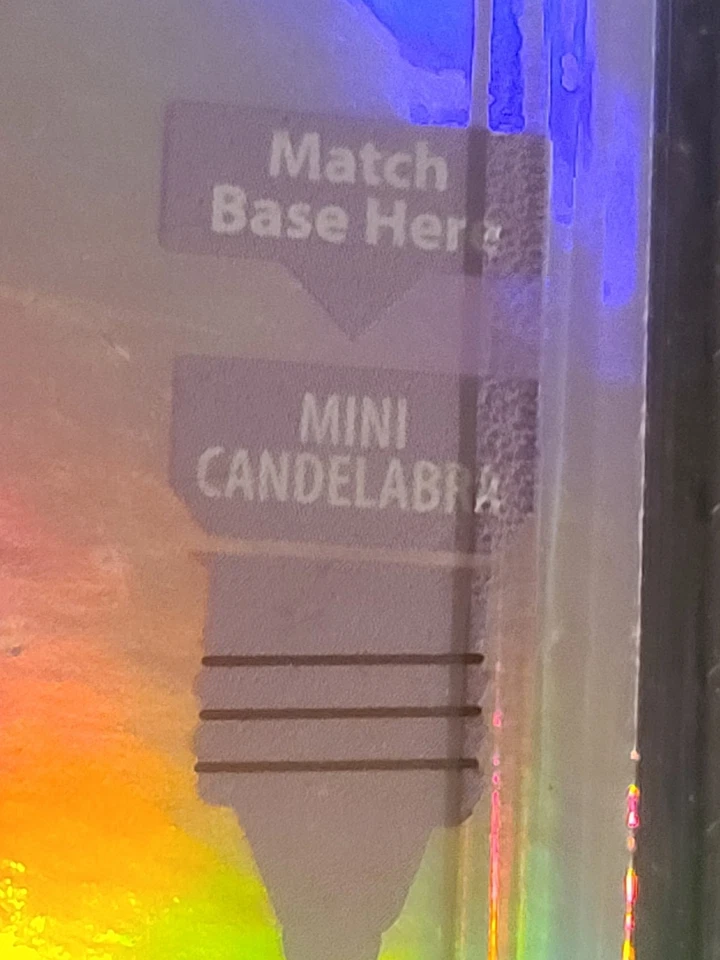 Match
Base Here
MINI
CANDELABRA